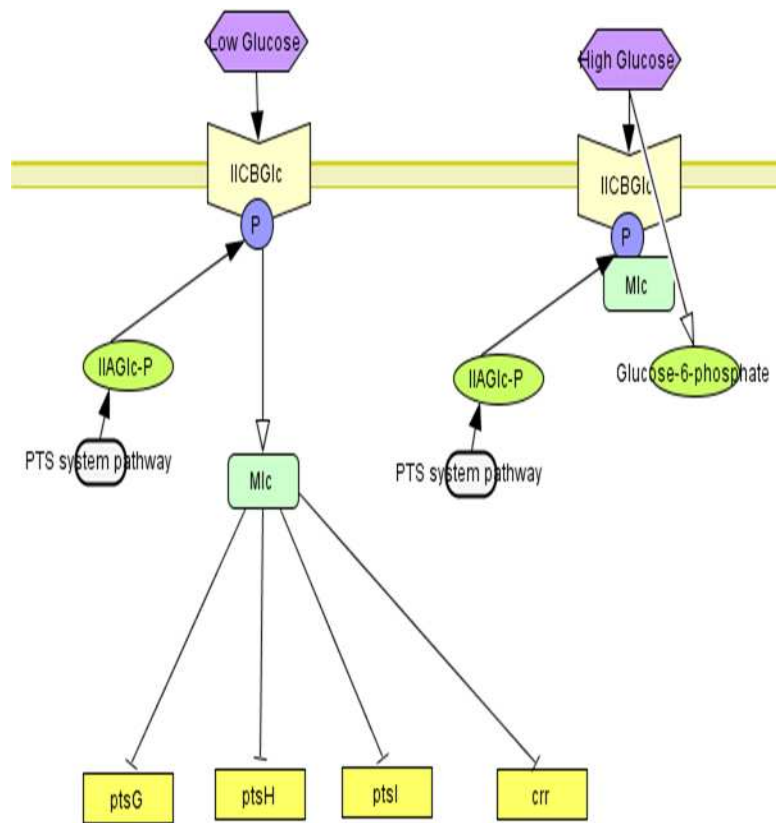 Low Glucose
High Glucose
IICBGlc
IICBGlc
P
P
Mlc
IIAGlc-P
IIAGlc-P
Glucose-6-phosphate
PTS system pathway
PTS system pathway
Mlc
ptsG
ptsH
ptsI
crr